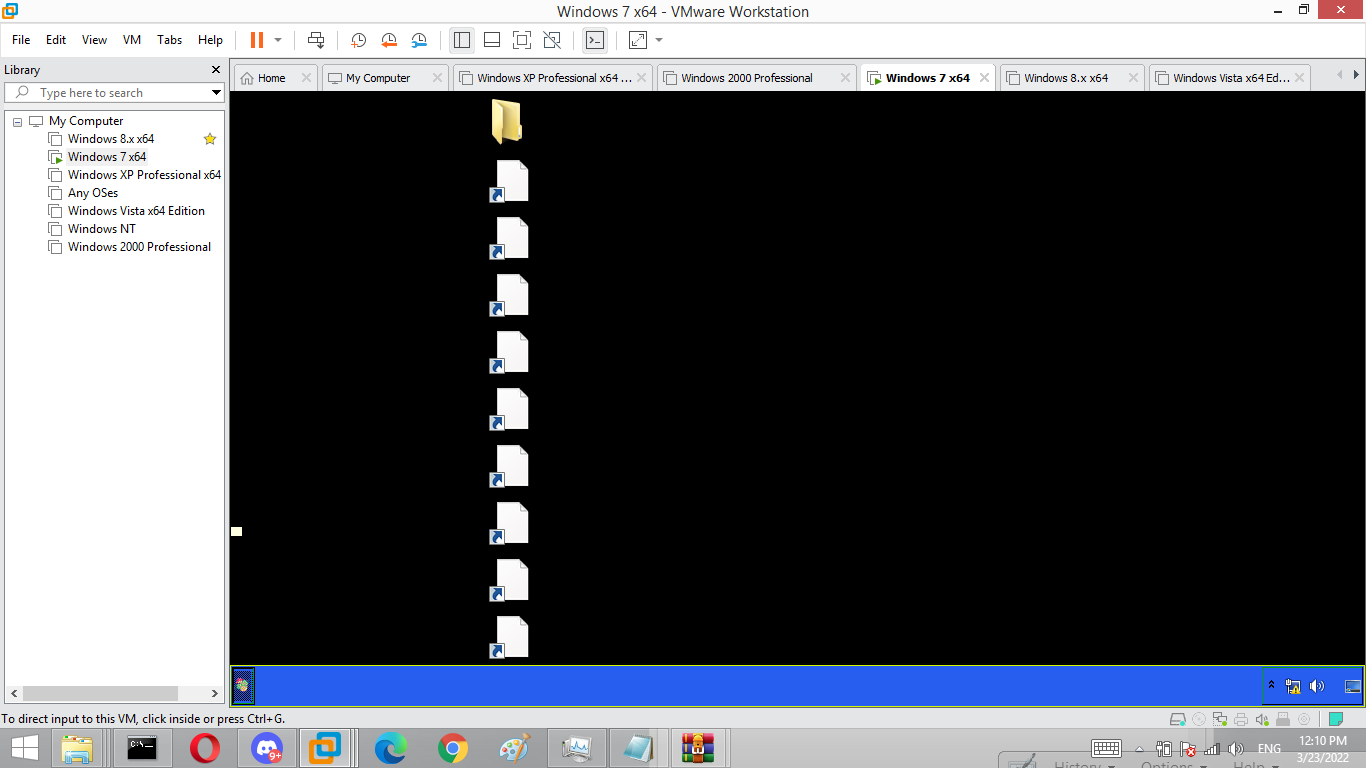 Windows 7 x64 - VMware Workstation
File Edit View VM Tabs Help
Library
Type here to search
My Computer
Windows 8.x x64
Windows 7 x64
Windows XP Professional x64
Any OSes
Windows Vista x64 Edition
Windows NT
Windows 2000 Professional
Home
My Computer
Windows XP Professional x64 ...
Windows 2000 Professional
Windows 7 x64
Windows 8.x x64
Windows Vista x64 Ed...
To direct input to this VM, click inside or press Ctrl+G.
C:\
9+
ENG
12:10 PM
3/23/2022
History Options Help